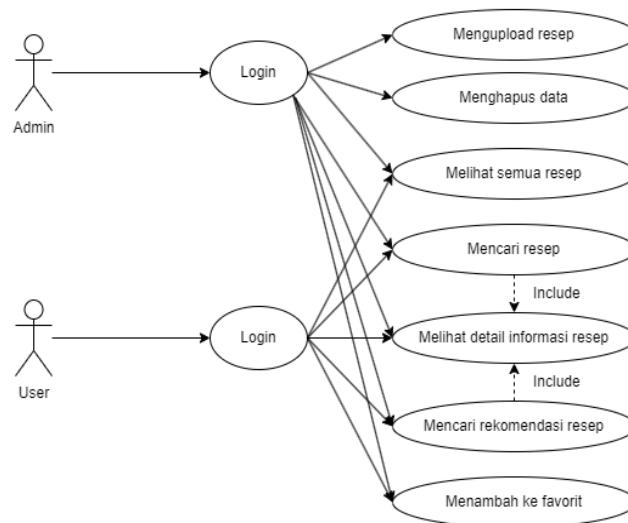 Mengupload resep
Login
Admin
Menghapus data
Melihat semua resep
Mencari resep
Include
Login
Melihat detail informasi resep
User
Include
Mencari rekomendasi resep
Menambah ke favorit